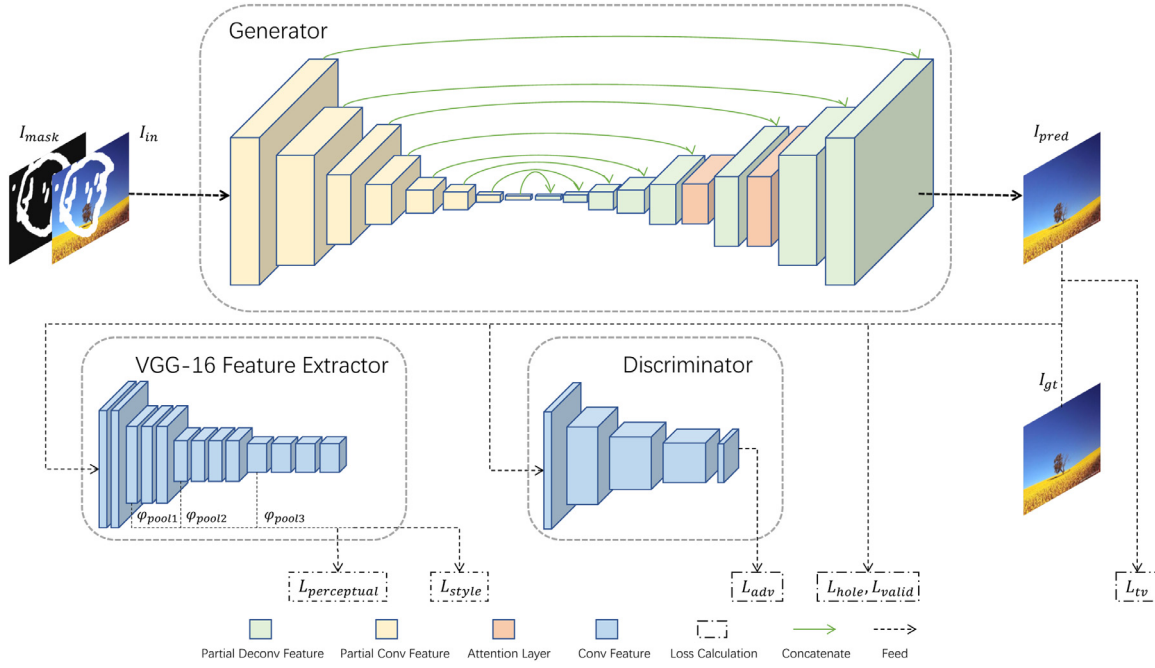 Generator
I_mask
I_in
I_pred
VGG-16 Feature Extractor
Discriminator
I_gt
φ_pool1
φ_pool2
φ_pool3
L_perceptual
L_style
L_adv
L_hole, L_valid
L_tv
Partial Deconv Feature
Partial Conv Feature
Attention Layer
Conv Feature
Loss Calculation
Concatenate
Feed